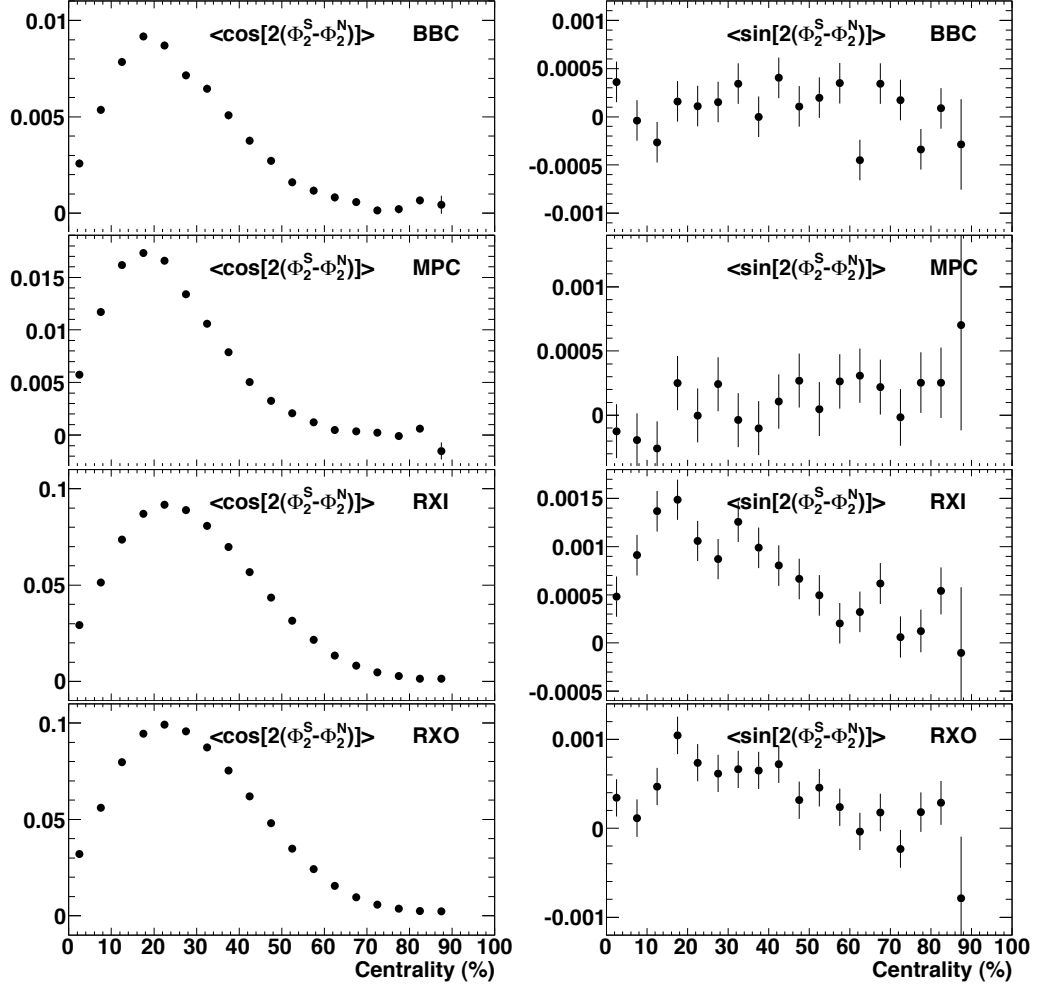 0.01
<cos[2(Φ₂ˢ-Φ₂ᴺ)]> BBC
0.005
0
<cos[2(Φ₂ˢ-Φ₂ᴺ)]> MPC
0.015
0.01
0.005
0
0.1
<cos[2(Φ₂ˢ-Φ₂ᴺ)]> RXI
0.05
0
0.1
<cos[2(Φ₂ˢ-Φ₂ᴺ)]> RXO
0.05
0
0 10 20 30 40 50 60 70 80 90 100
Centrality (%)
<sin[2(Φ₂ˢ-Φ₂ᴺ)]> BBC
0.0005
0
-0.0005
-0.001
<sin[2(Φ₂ˢ-Φ₂ᴺ)]> MPC
0.001
0.0005
0
<sin[2(Φ₂ˢ-Φ₂ᴺ)]> RXI
0.0015
0.001
0.0005
0
-0.0005
<sin[2(Φ₂ˢ-Φ₂ᴺ)]> RXO
0.001
0
-0.001
0 10 20 30 40 50 60 70 80 90 100
Centrality (%)